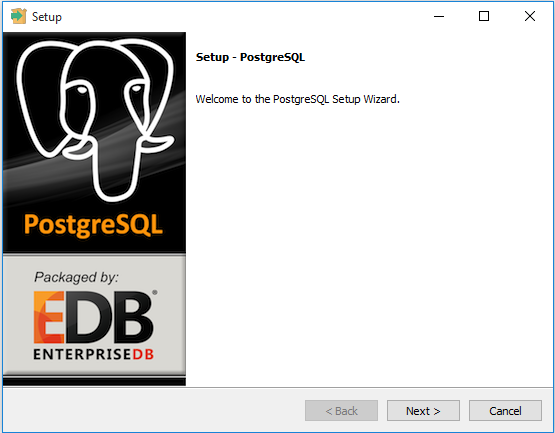 Setup
Setup - PostgreSQL
Welcome to the PostgreSQL Setup Wizard.
PostgreSQL
Packaged by:
EDB
ENTERPRISEDB
< Back
Next >
Cancel